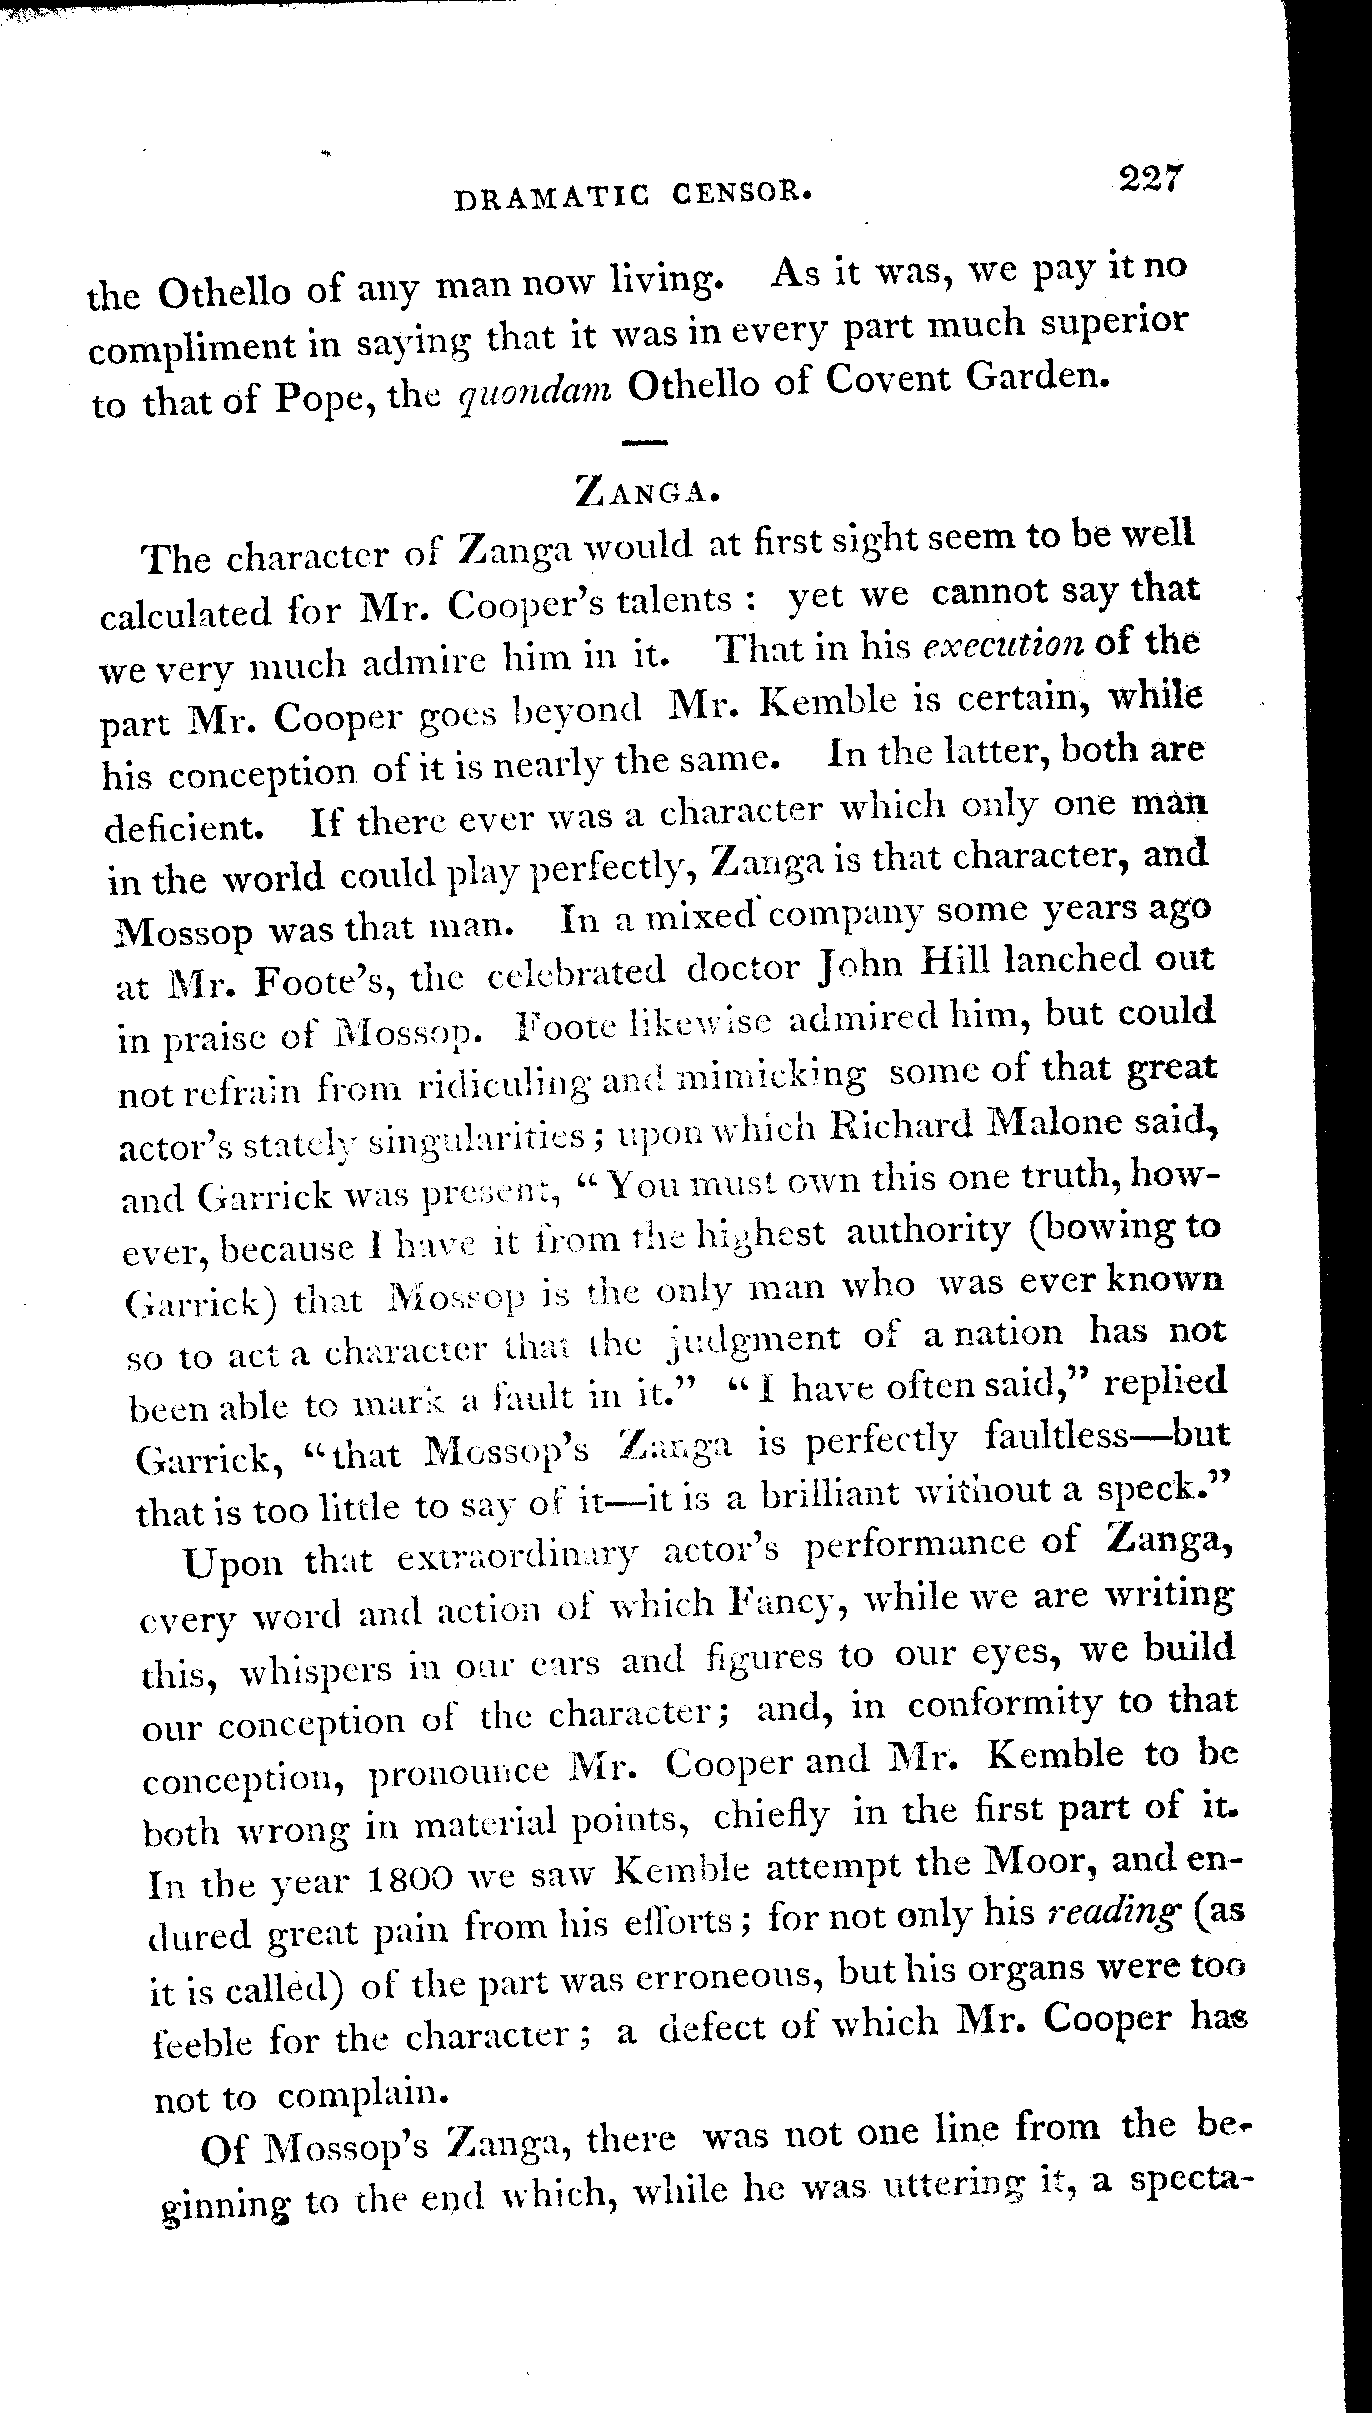 DRAMATIC CENSOR. 227
the Othello of any man now living. As it was, we pay it no
compliment in saying that it was in every part much superior
to that of Pope, the quondam Othello of Covent Garden.
ZANGA.
The character of Zanga would at first sight seem to be well
calculated for Mr. Cooper's talents : yet we cannot say that
we very much admire him in it. That in his execution of the
part Mr. Cooper goes beyond Mr. Kemble is certain, while
his conception of it is nearly the same. In the latter, both are
deficient. If there ever was a character which only one man
in the world could play perfectly, Zanga is that character, and
Mossop was that man. In a mixed company some years ago
at Mr. Foote's, the celebrated doctor John Hill lanched out
in praise of Mossop. Foote likewise admired him, but could
not refrain from ridiculing and mimicking some of that great
actor's stately singularities; upon which Richard Malone said,
and Garrick was present, “You must own this one truth, how-
ever, because I have it from the highest authority (bowing to
Garrick) that Mossop is the only man who was ever known
so to act a character that the judgment of a nation has not
been able to mark a fault in it.” “I have often said,” replied
Garrick, “that Mossop's Zanga is perfectly faultless—but
that is too little to say of it—it is a brilliant without a speck.”
Upon that extraordinary actor's performance of Zanga,
every word and action of which Fancy, while we are writing
this, whispers in our ears and figures to our eyes, we build
our conception of the character; and, in conformity to that
conception, pronounce Mr. Cooper and Mr. Kemble to be
both wrong in material points, chiefly in the first part of it.
In the year 1800 we saw Kemble attempt the Moor, and en-
dured great pain from his efforts; for not only his reading (as
it is called) of the part was erroneous, but his organs were too
feeble for the character; a defect of which Mr. Cooper has
not to complain.
Of Mossop's Zanga, there was not one line from the be-
ginning to the end which, while he was uttering it, a specta-